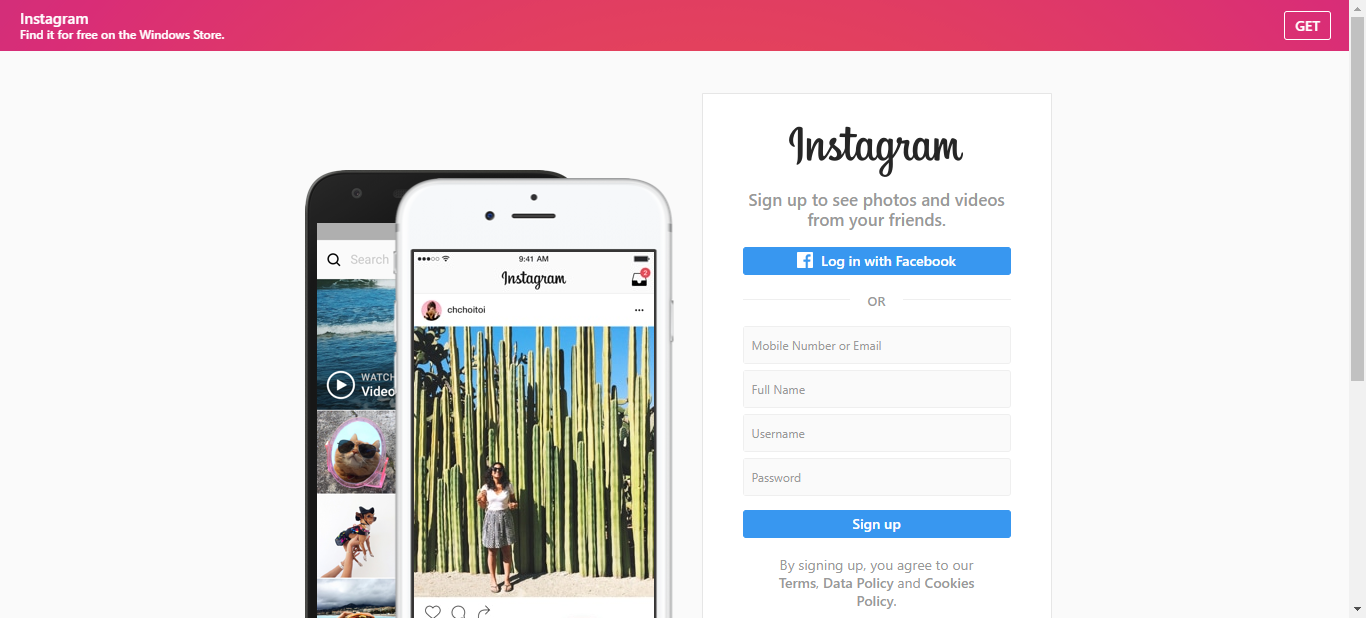 Instagram
Find it for free on the Windows Store.
GET
Search
WATCH
Video
9:41 AM
Instagram
2
chchoitoi
Instagram
Sign up to see photos and videos
from your friends.
Log in with Facebook
OR
Mobile Number or Email
Full Name
Username
Password
Sign up
By signing up, you agree to our
Terms, Data Policy and Cookies
Policy.